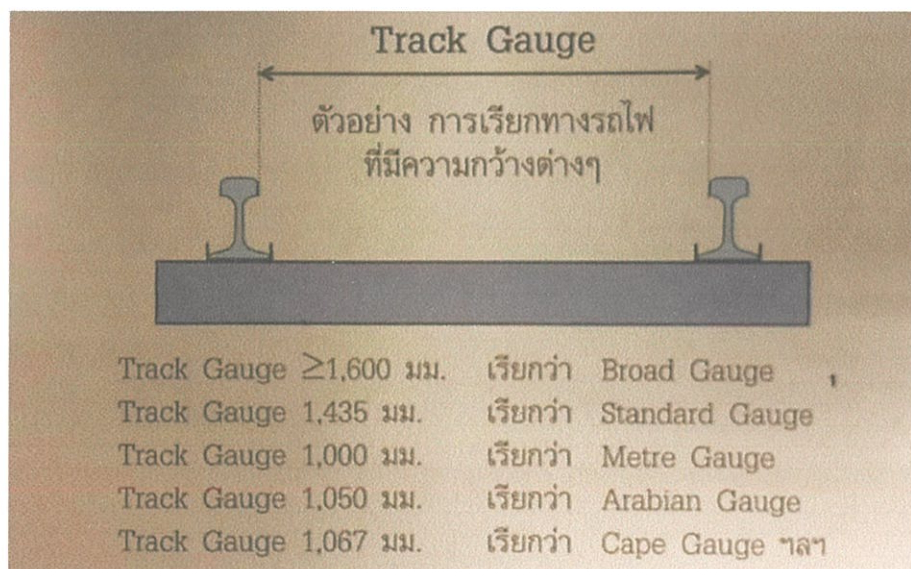 Track Gauge
ตัวอย่าง การเรียกทางรถไฟ
ที่มีความกว้างต่างๆ
Track Gauge ≥1,600 มม. เรียกว่า Broad Gauge
Track Gauge 1,435 มม. เรียกว่า Standard Gauge
Track Gauge 1,000 มม. เรียกว่า Metre Gauge
Track Gauge 1,050 มม. เรียกว่า Arabian Gauge
Track Gauge 1,067 มม. เรียกว่า Cape Gauge ฯลฯ